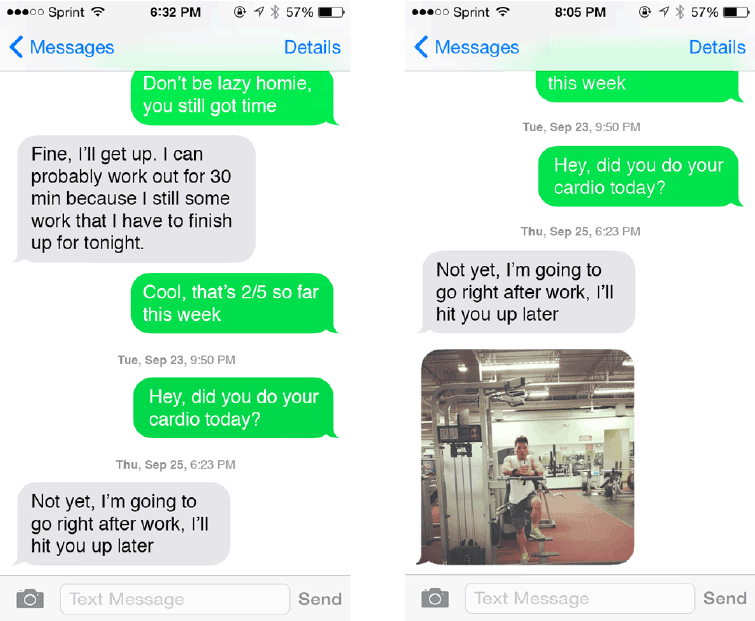 Sprint 6:32 PM 57%
Messages Details
Don't be lazy homie,
you still got time
Fine, I'll get up. I can
probably work out for 30
min because I still some
work that I have to finish
up for tonight.
Cool, that's 2/5 so far
this week
Tue, Sep 23, 9:50 PM
Hey, did you do your
cardio today?
Thu, Sep 25, 6:23 PM
Not yet, I'm going to
go right after work, I'll
hit you up later
Text Message Send
Sprint 8:05 PM 57%
Messages Details
this week
Tue, Sep 23, 9:50 PM
Hey, did you do your
cardio today?
Thu, Sep 25, 6:23 PM
Not yet, I'm going to
go right after work, I'll
hit you up later
Text Message Send